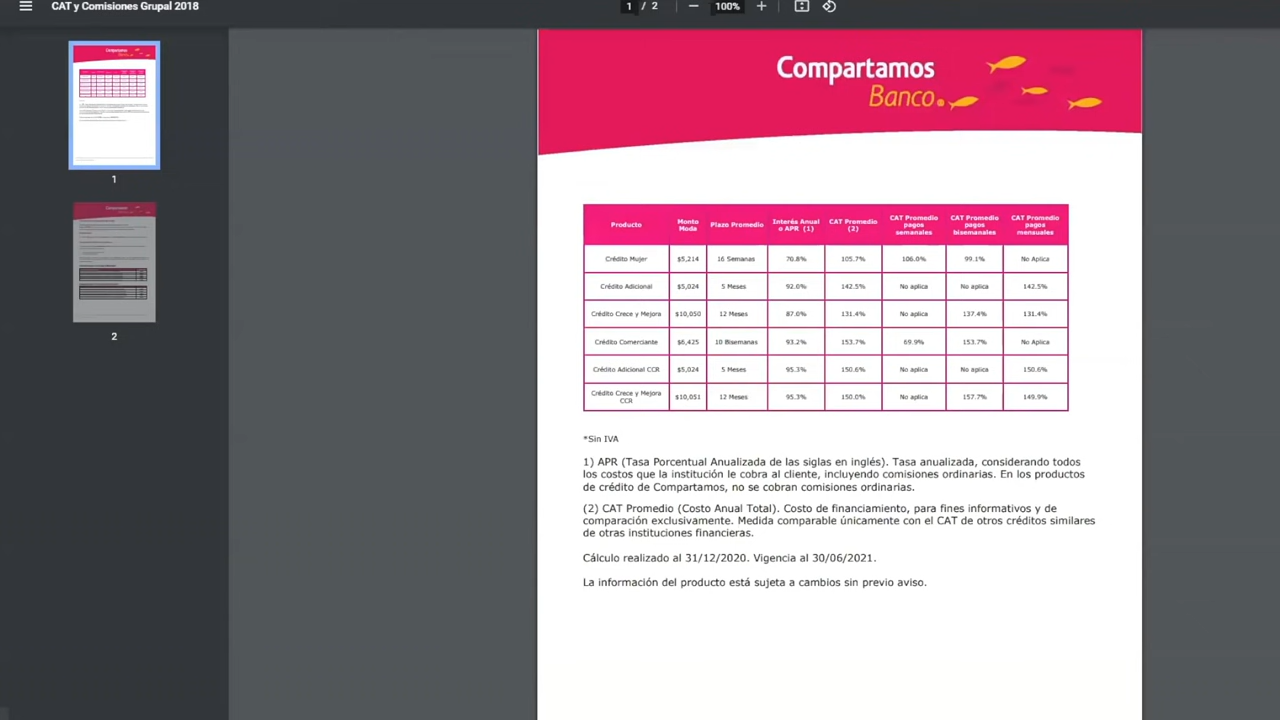 CAT y Comisiones Grupal 2018
1 / 2
100%
1
2
Compartamos
Banco®
Producto | Monto Moda | Plazo Promedio | Interés Anual o APR (1) | CAT Promedio (2) | CAT Promedio pagos semanales | CAT Promedio pagos bisemanales | CAT Promedio pagos mensuales
Crédito Mujer | $5,214 | 16 Semanas | 70.8% | 105.7% | 106.0% | 99.1% | No Aplica
Crédito Adicional | $5,024 | 5 Meses | 92.0% | 142.5% | No aplica | No aplica | 142.5%
Crédito Crece y Mejora | $10,050 | 12 Meses | 87.0% | 131.4% | No aplica | 137.4% | 131.4%
Crédito Comerciante | $6,425 | 10 Bisemanas | 93.2% | 153.7% | 69.9% | 153.7% | No Aplica
Crédito Adicional CCR | $5,024 | 5 Meses | 95.3% | 150.6% | No aplica | No aplica | 150.6%
Crédito Crece y Mejora CCR | $10,051 | 12 Meses | 95.3% | 150.0% | No aplica | 157.7% | 149.9%
*Sin IVA
1) APR (Tasa Porcentual Anualizada de las siglas en inglés). Tasa anualizada, considerando todos
los costos que la institución le cobra al cliente, incluyendo comisiones ordinarias. En los productos
de crédito de Compartamos, no se cobran comisiones ordinarias.
(2) CAT Promedio (Costo Anual Total). Costo de financiamiento, para fines informativos y de
comparación exclusivamente. Medida comparable únicamente con el CAT de otros créditos similares
de otras instituciones financieras.
Cálculo realizado al 31/12/2020. Vigencia al 30/06/2021.
La información del producto está sujeta a cambios sin previo aviso.